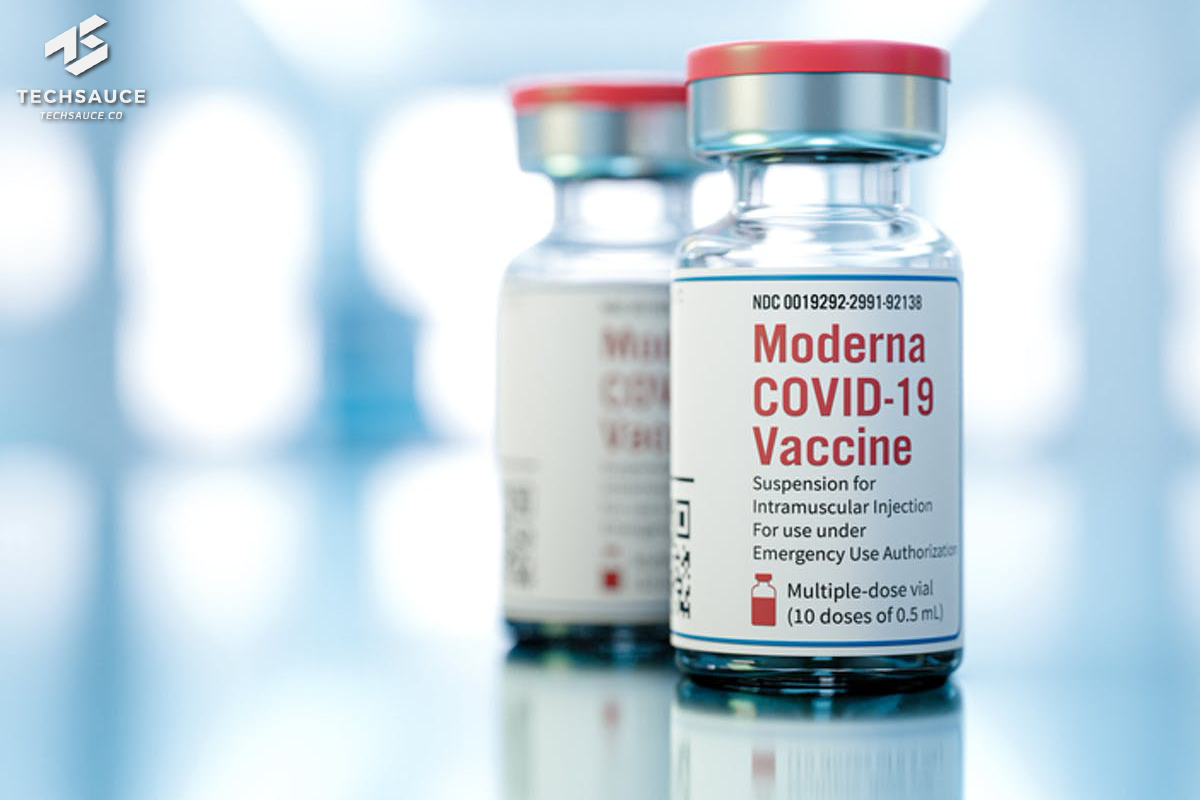 TECHSAUCE
TECHSAUCE.CO
NDC 0019292-2991-92138
Moderna
COVID-19
Vaccine
Suspension for
Intramuscular Injection
For use under
Emergency Use Authorization
Multiple-dose vial
(10 doses of 0.5 mL)